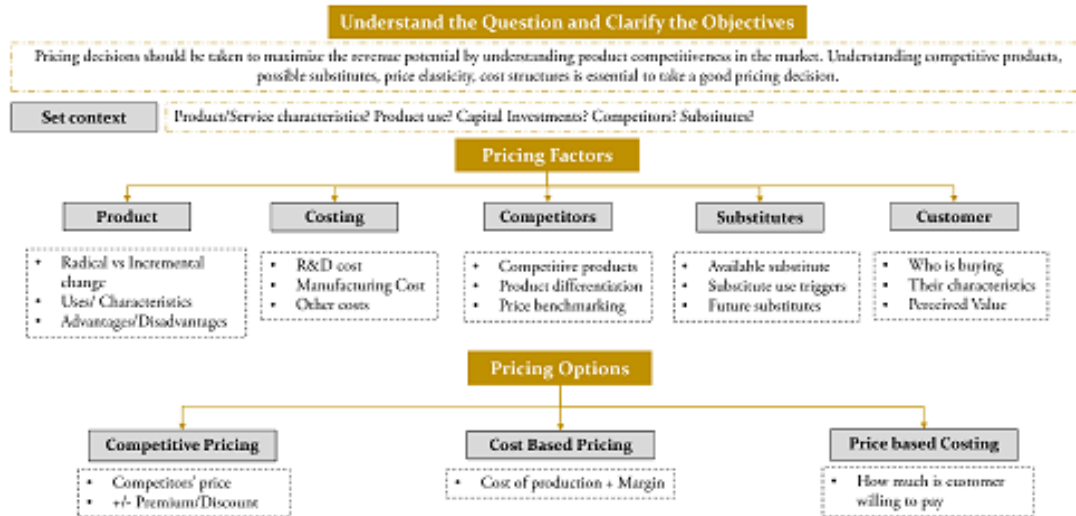 Understand the Question and Clarify the Objectives
Pricing decisions should be taken to maximize the revenue potential by understanding product competitiveness in the market. Understanding competitive products,
possible substitutes, price elasticity, cost structures is essential to take a good pricing decision.
Set context
Product/Service characteristics? Product use? Capital Investments? Competitors? Substitutes?
Pricing Factors
Product
• Radical vs Incremental
change
• Uses/ Characteristics
• Advantages/Disadvantages
Costing
• R&D cost
• Manufacturing Cost
• Other costs
Competitors
• Competitive products
• Product differentiation
• Price benchmarking
Substitutes
• Available substitute
• Substitute use triggers
• Future substitutes
Customer
• Who is buying
• Their characteristics
• Perceived Value
Pricing Options
Competitive Pricing
• Competitors' price
• +/- Premium/Discount
Cost Based Pricing
• Cost of production + Margin
Price based Costing
• How much is customer
willing to pay